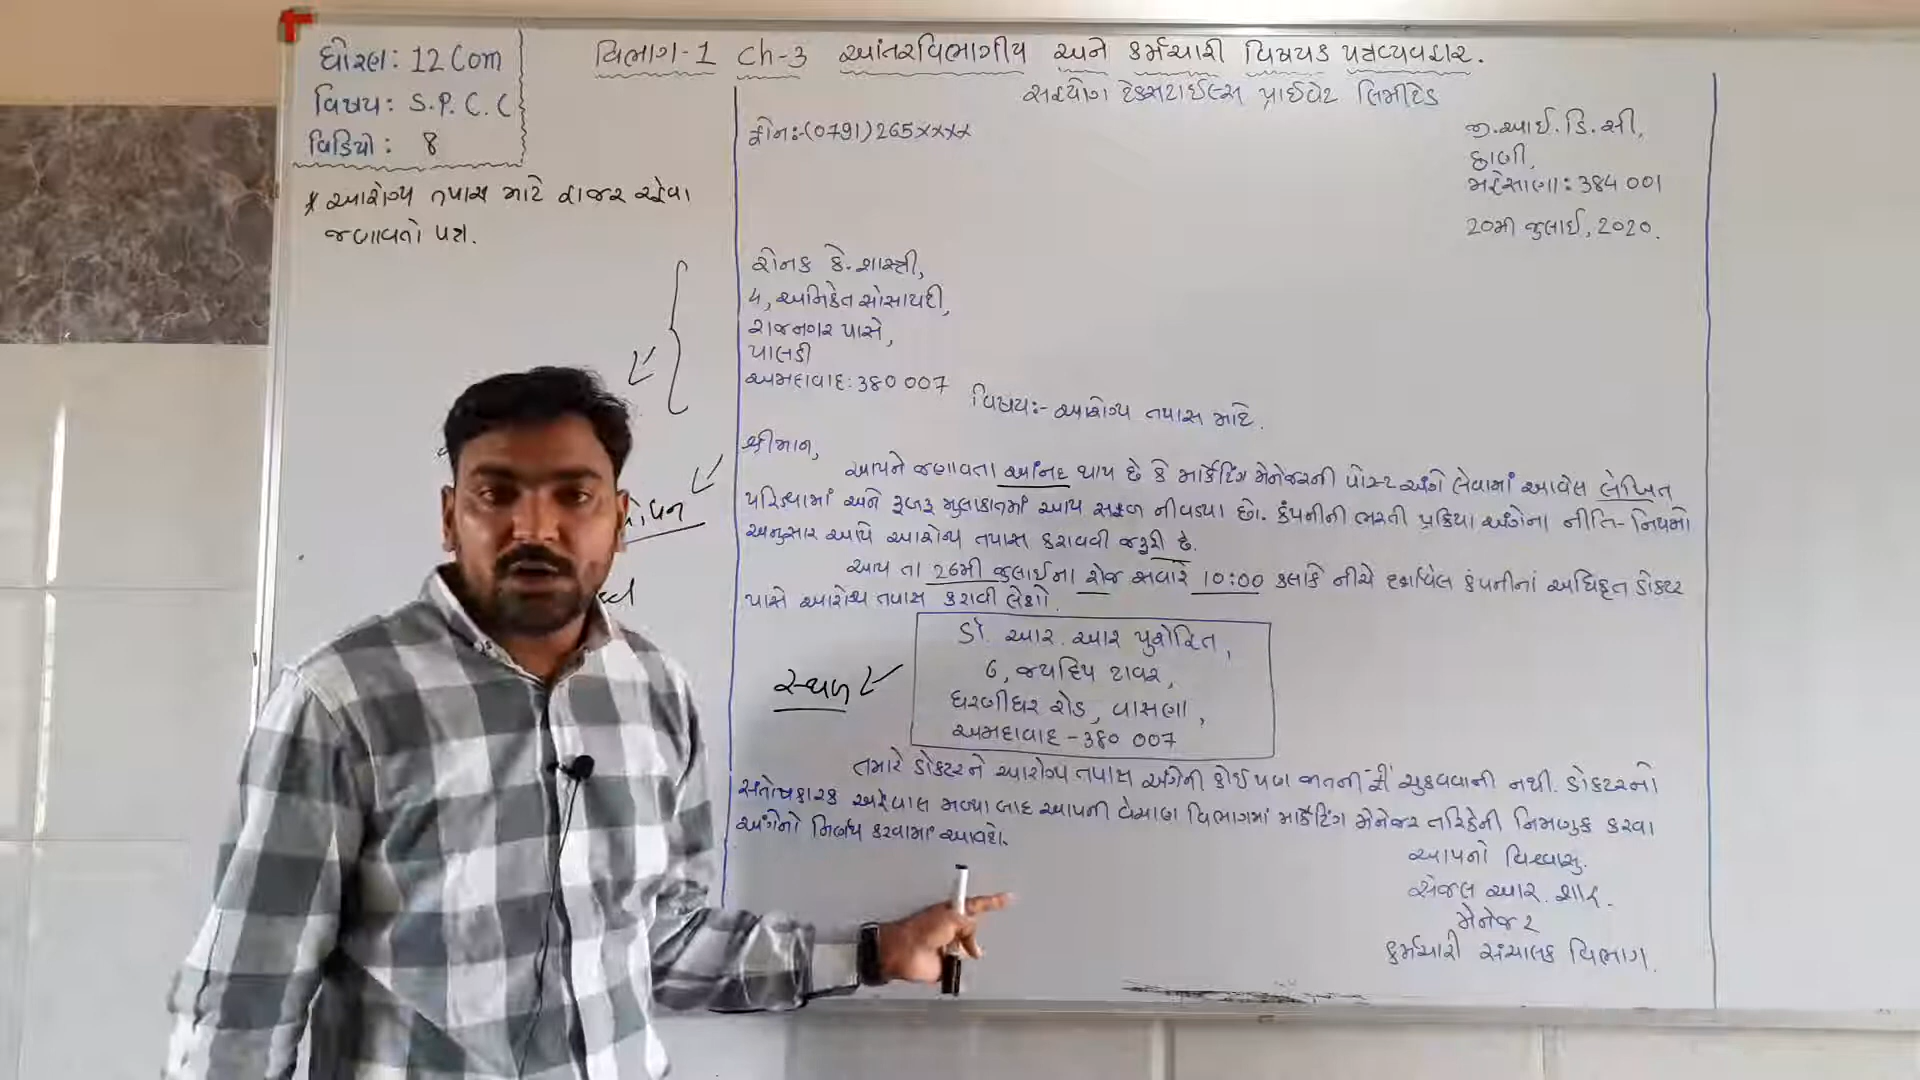 ધોરણ: 12 Com
વિષય: S.P.C.C
વિડિયો: 8
વિભાગ-1 ch-3 આંતરવિભાગીય અને કર્મચારી વિષયક પત્રવ્યવહાર.
* આરોગ્ય તપાસ માટે હાજર રહેવા
જણાવતો પત્ર.
સહયોગ ટેક્સટાઈલ્સ પ્રાઈવેટ લિમીટેડ
ફોન:-(0791)265xxxx
જી.આઈ.ડિ.સી,
છાણી,
મહેસાણા: 384 001
20મી જુલાઈ, 2020.
રોનક કે. શાસ્ત્રી,
4, અનિકેત સોસાયટી,
રાજનગર પાસે,
પાલડી
અમદાવાદ: 380 007
વિષય:- આરોગ્ય તપાસ માટે.
શ્રીમાન,
આપને જણાવતા આંનદ થાય છે કે માર્કેટિંગ મેનેજરની પોસ્ટ અંગે લેવામાં આવેલ લેખિત
પરિક્ષામાં અને રૂબરૂ મુલાકાતમાં આપ સફળ નીવડયા છો. કંપનીની ભરતી પ્રક્રિયા અંગેના નીતિ-નિયમો
અનુસાર આપે આરોગ્ય તપાસ કરાવવી જરૂરી છે.
આપ તા 26મી જુલાઈના રોજ સવારે 10:00 કલાકે નીચે દર્શાવેલ કંપનીનાં અધિકૃત ડોક્ટર
પાસે આરોગ્ય તપાસ કરાવી લેશો.
ડૉ. આર. આર પુરોહિત,
6, જયદિપ ટાવર,
ધરણીધર રોડ, વાસણા,
અમદાવાદ - 380 007
સ્થળ
તમારે ડોક્ટરને આરોગ્ય તપાસ અંગેની કોઈ પણ જાતની ફી ચુકવવાની નથી. ડોક્ટરનો
સંતોષકારક અહેવાલ મળ્યા બાદ આપની વેચાણ વિભાગમાં માર્કેટિંગ મેનેજર તરિકેની નિમણુક કરવા
અંગેનો નિર્ણય કરવામાં આવશે.
આપનો વિશ્વાસુ.
સેજલ આર. શાહ.
મેનેજર
કર્મચારી સંચાલક વિભાગ.